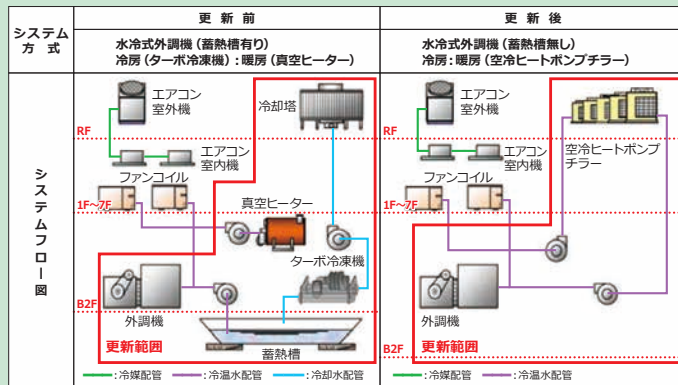 システム
方 式
更 新 前
更 新 後
水冷式外調機 (蓄熱槽有り)
冷房 (ターボ冷凍機) : 暖房 (真空ヒーター)
水冷式外調機 (蓄熱槽無し)
冷房 : 暖房 (空冷ヒートポンプチラー)
システムフロー図
エアコン
室外機
冷却塔
RF
エアコン
室内機
ファンコイル
1F~7F
真空ヒーター
ターボ冷凍機
外調機
B2F
更新範囲
蓄熱槽
:冷媒配管
:冷温水配管
:冷却水配管
エアコン
室外機
RF
空冷ヒートポンプ
チラー
エアコン
室内機
ファンコイル
1F~7F
外調機
B2F
更新範囲
:冷媒配管
:冷温水配管